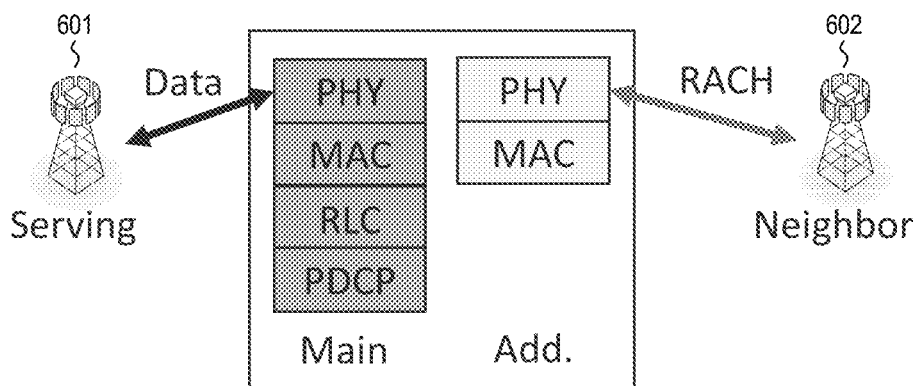 601
602
Data
PHY
PHY
RACH
MAC
MAC
Serving
RLC
Neighbor
PDCP
Main
Add.